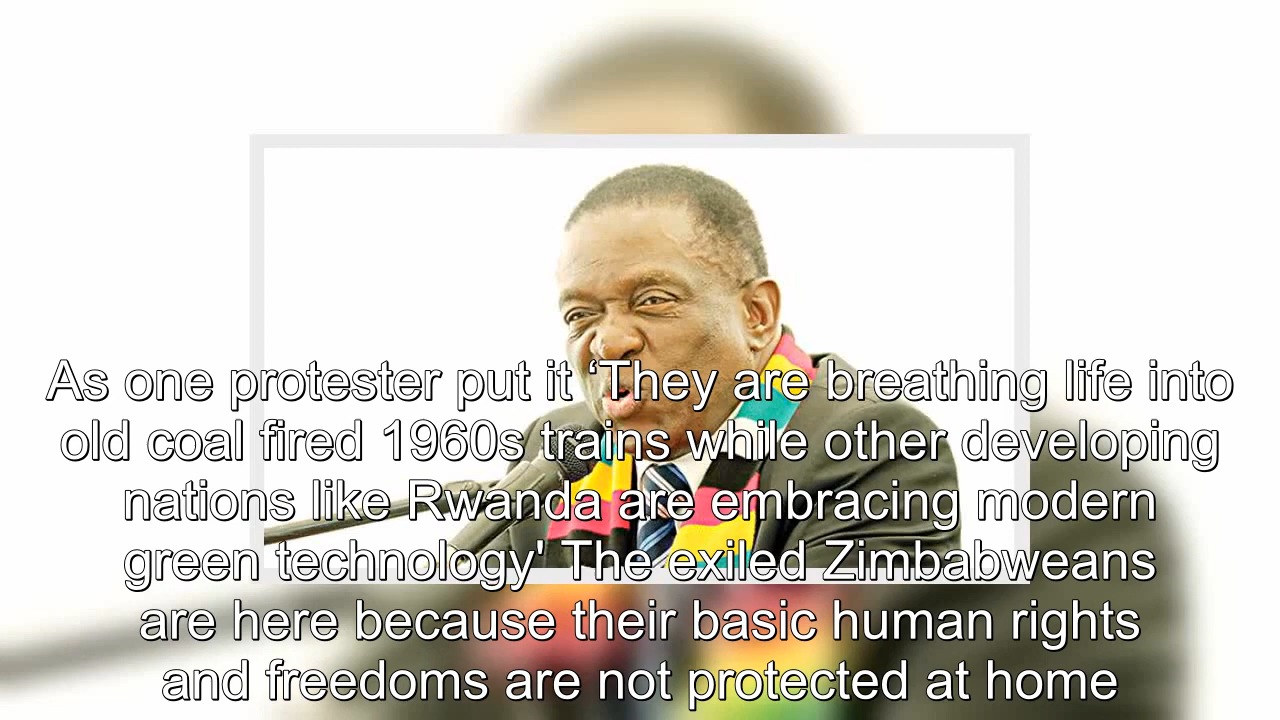 As one protester put it ‘They are breathing life into
old coal fired 1960s trains while other developing
nations like Rwanda are embracing modern
green technology' The exiled Zimbabweans
are here because their basic human rights
and freedoms are not protected at home